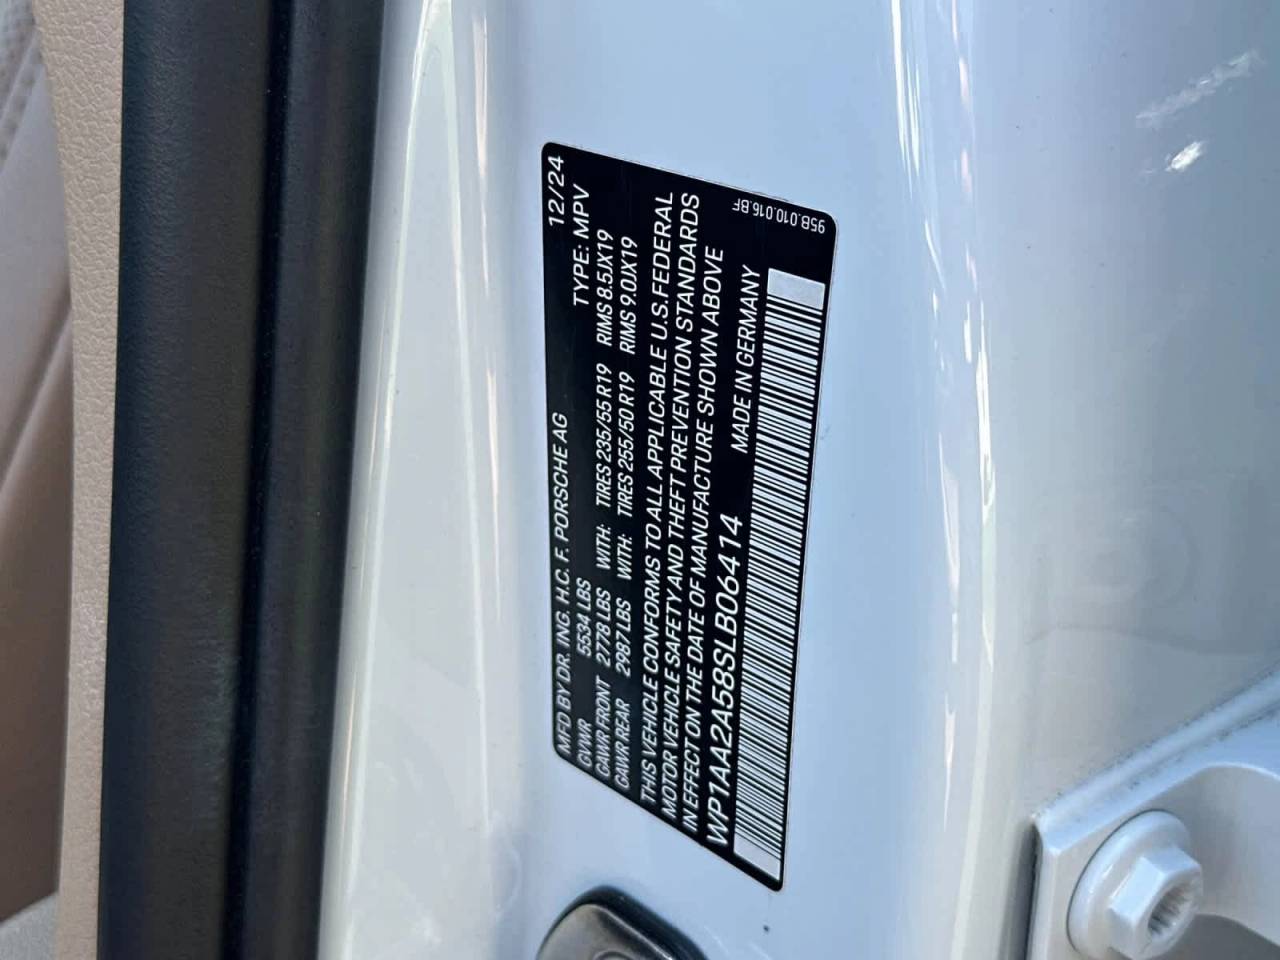 MFD BY DR. ING. H.C. F. PORSCHE AG 12/24
GVWR 5534 LBS TYPE: MPV
GAWR FRONT 2778 LBS WITH: TIRES 235/55 R19 RIMS 8.5JX19
GAWR REAR 2987 LBS WITH: TIRES 255/50 R19 RIMS 9.0JX19
THIS VEHICLE CONFORMS TO ALL APPLICABLE U.S.FEDERAL
MOTOR VEHICLE SAFETY AND THEFT PREVENTION STANDARDS
IN EFFECT ON THE DATE OF MANUFACTURE SHOWN ABOVE
WP1AA2A58SLB06414 MADE IN GERMANY
95B.010.016.BF